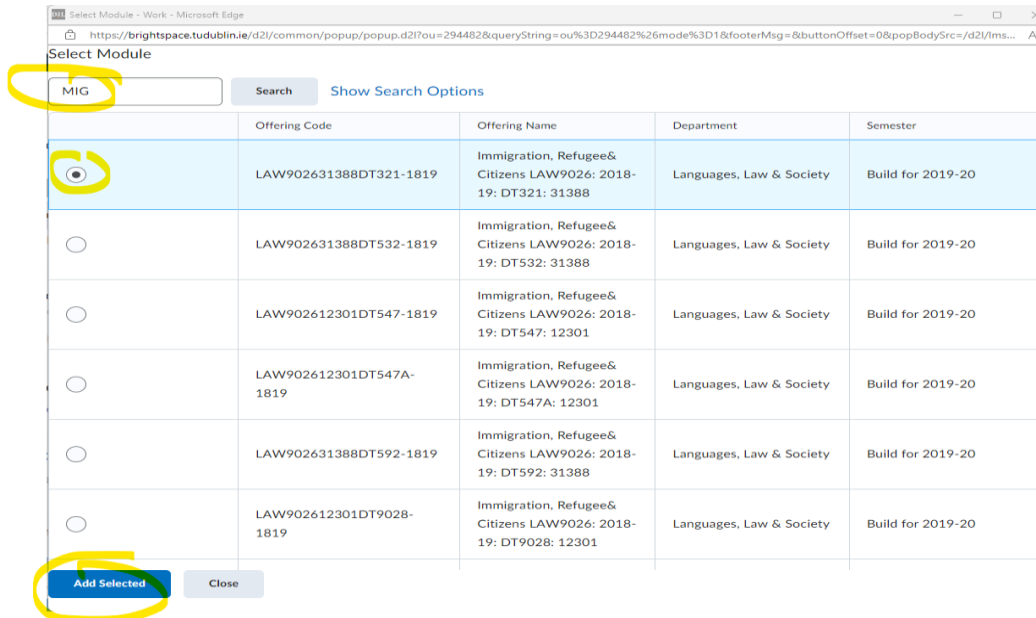 Select Module - Work - Microsoft Edge
https://brightspace.tudublin.ie/d2l/common/popup/popup.d2l?ou=294482&queryString=ou%3D294482%26mode%3D1&footerMsg=&buttonOffset=0&popBodySrc=/d2l/lms...
Select Module
MIG Search Show Search Options
Offering Code Offering Name Department Semester
Immigration, Refugee&
LAW902631388DT321-1819 Citizens LAW9026: 2018- Languages, Law & Society Build for 2019-20
19: DT321: 31388
Immigration, Refugee&
LAW902631388DT532-1819 Citizens LAW9026: 2018- Languages, Law & Society Build for 2019-20
19: DT532: 31388
Immigration, Refugee&
LAW902612301DT547-1819 Citizens LAW9026: 2018- Languages, Law & Society Build for 2019-20
19: DT547: 12301
Immigration, Refugee&
LAW902612301DT547A- Citizens LAW9026: 2018- Languages, Law & Society Build for 2019-20
1819 19: DT547A: 12301
Immigration, Refugee&
LAW902631388DT592-1819 Citizens LAW9026: 2018- Languages, Law & Society Build for 2019-20
19: DT592: 31388
Immigration, Refugee&
LAW902612301DT9028- Citizens LAW9026: 2018- Languages, Law & Society Build for 2019-20
1819 19: DT9028: 12301
Add Selected Close